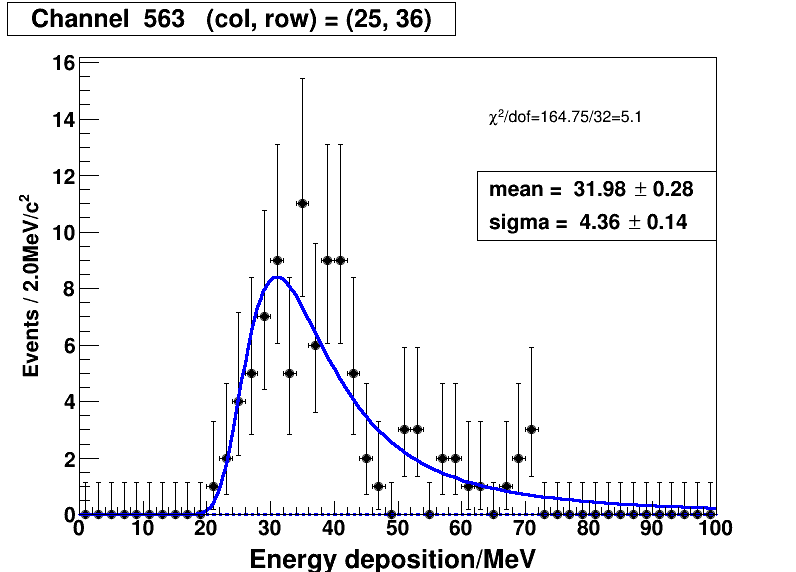 Channel 563 (col, row) = (25, 36)
χ²/dof=164.75/32=5.1
mean = 31.98 ± 0.28
sigma = 4.36 ± 0.14
Events / 2.0MeV/c²
16
14
12
10
8
6
4
2
0
0 10 20 30 40 50 60 70 80 90 100
Energy deposition/MeV